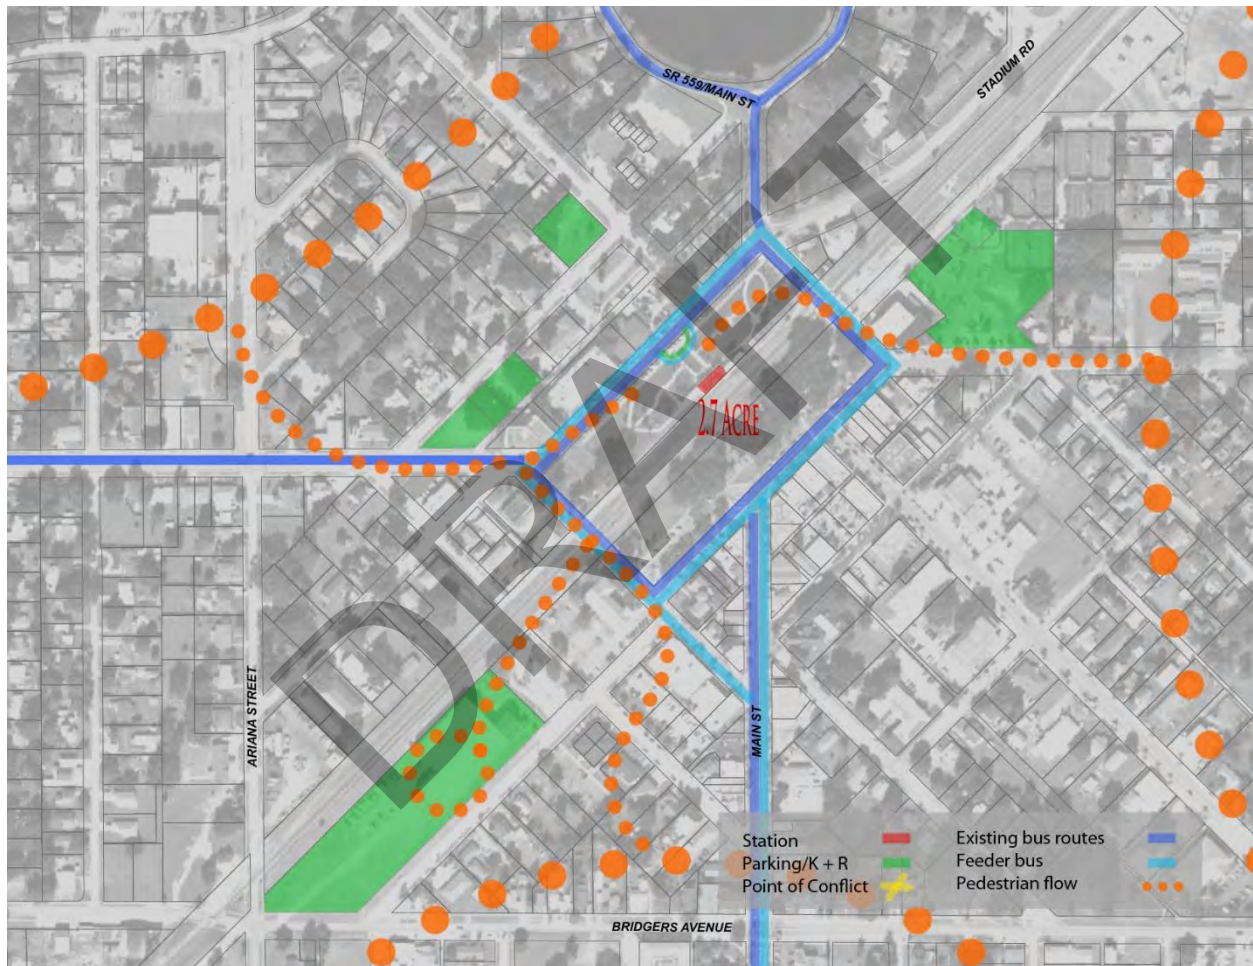 SR 559/MAIN ST
STADIUM RD
2.7 ACRE
DRAFT
ARIANA STREET
MAIN ST
Station
Existing bus routes
Parking/K + R
Feeder bus
Point of Conflict
Pedestrian flow
BRIDGERS AVENUE